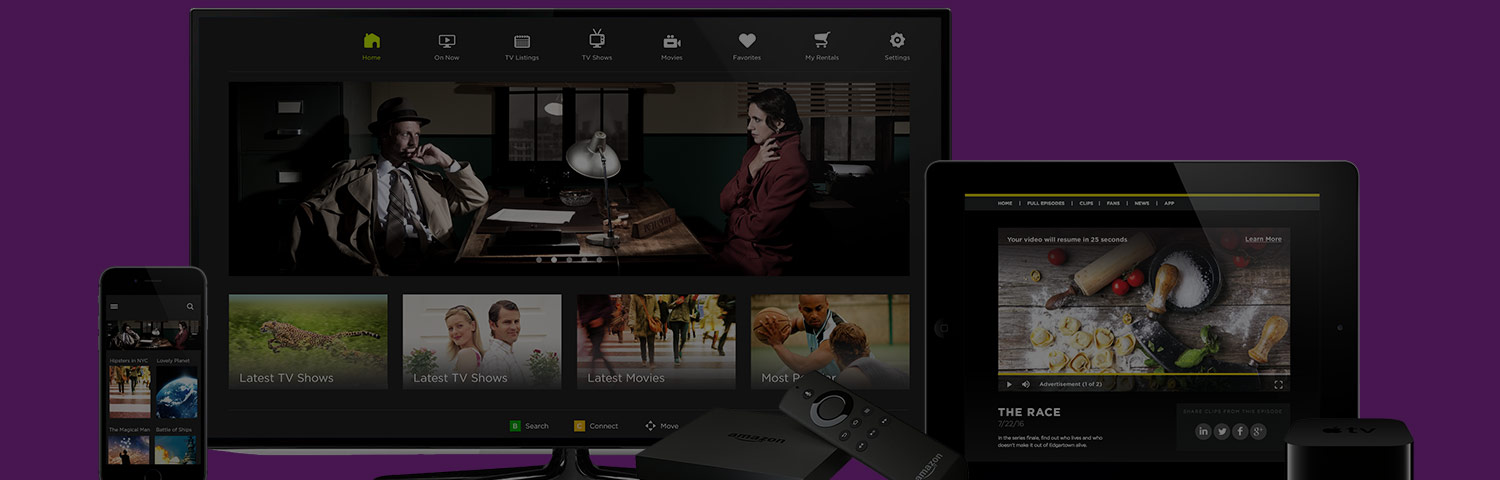 Home
On Now
TV Listings
TV Shows
Movies
Favorites
My Rentals
Settings
Latest TV Shows
Latest TV Shows
Latest Movies
B Search
C Connect
Move
Hipsters in NYC
Lovely Planet
The Magical Man
Battle of Ships
amazon
amazon
HOME | FULL EPISODES | CLIPS | FANS | NEWS | APP
Your video will resume in 25 seconds
Learn More
Advertisement (1 of 2)
THE RACE
7/22/16
In the series finale, find out who lives and who
doesn't make it out of Edgartown alive.
SHARE CLIPS FROM THIS EPISODE
in
f
g+
tv